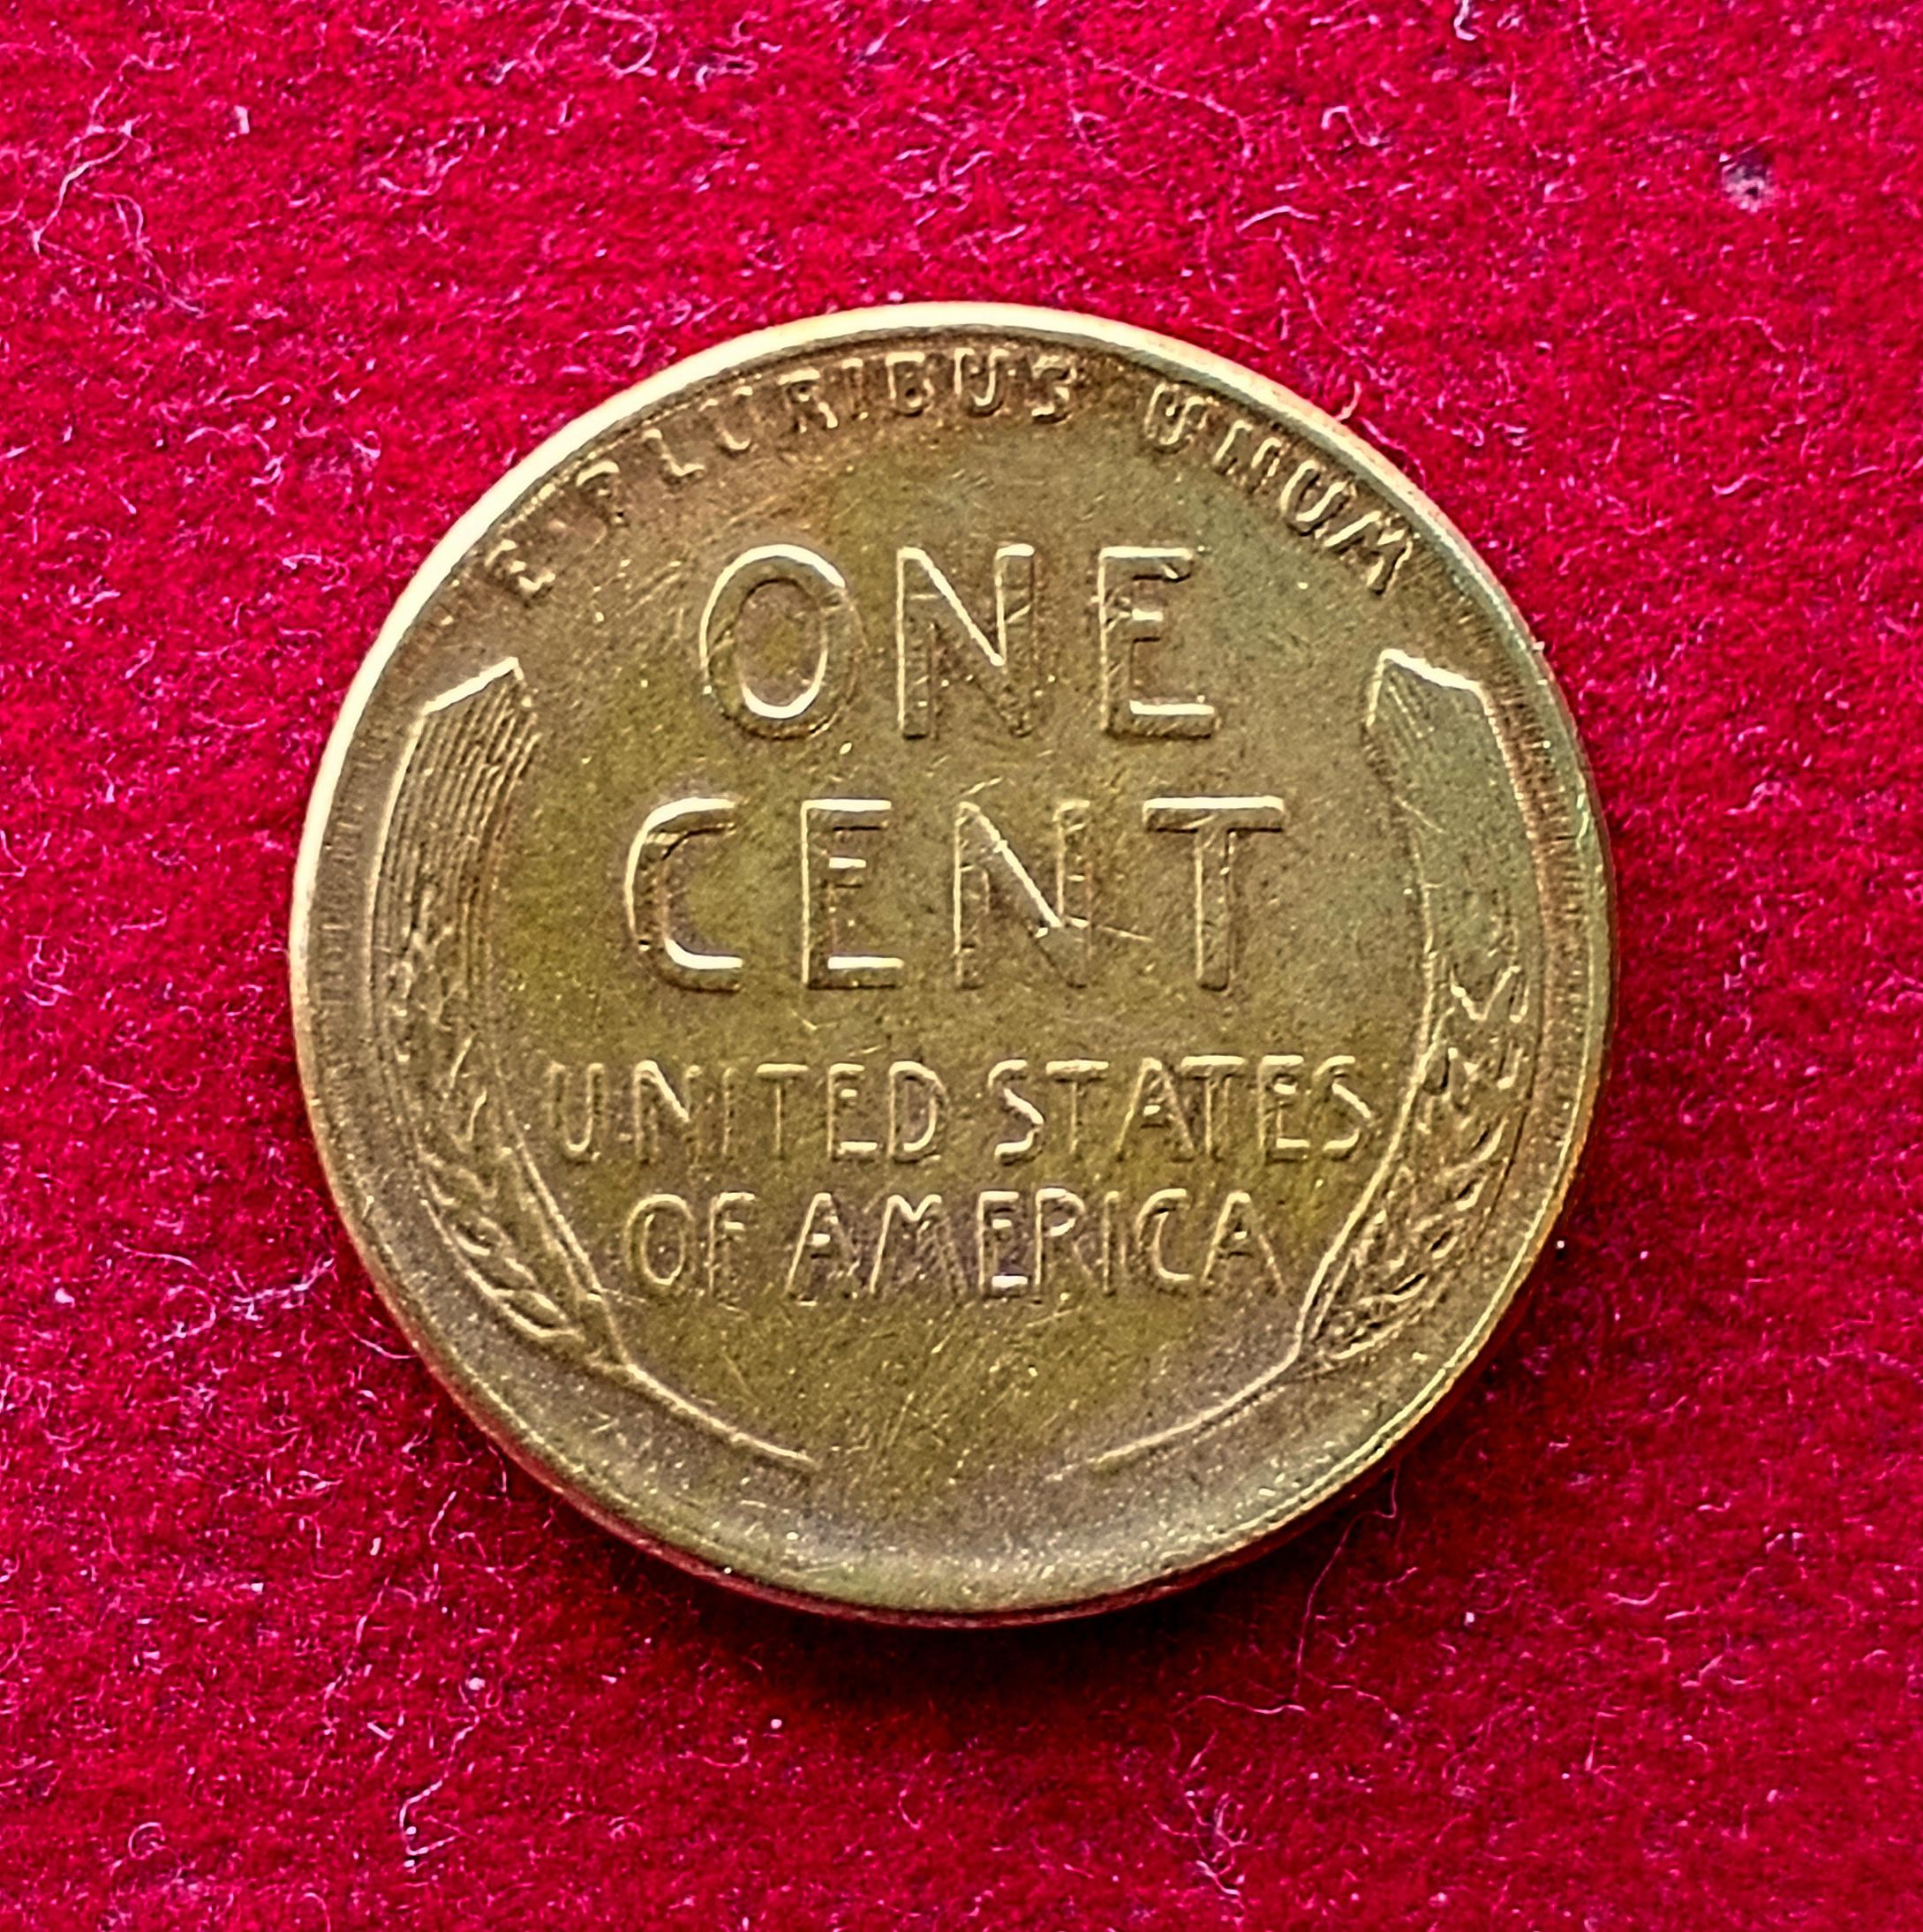 E·PLURIBUS·UNUM
ONE
CENT
UNITED STATES
OF AMERICA